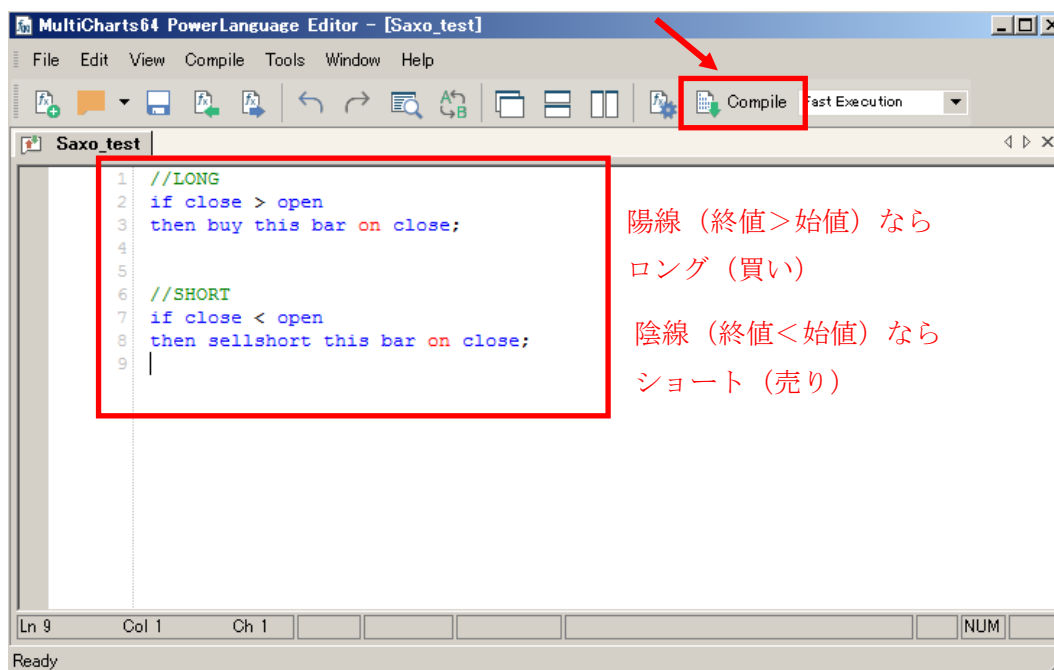 MultiCharts64 PowerLanguage Editor - [Saxo_test]
File Edit View Compile Tools Window Help
Compile Fast Execution
Saxo_test
1 //LONG
2 if close > open
3 then buy this bar on close;
4
5
6 //SHORT
7 if close < open
8 then sellshort this bar on close;
9
陽線（終値＞始値）なら
ロング（買い）
陰線（終値＜始値）なら
ショート（売り）
Ln 9 Col 1 Ch 1 NUM
Ready